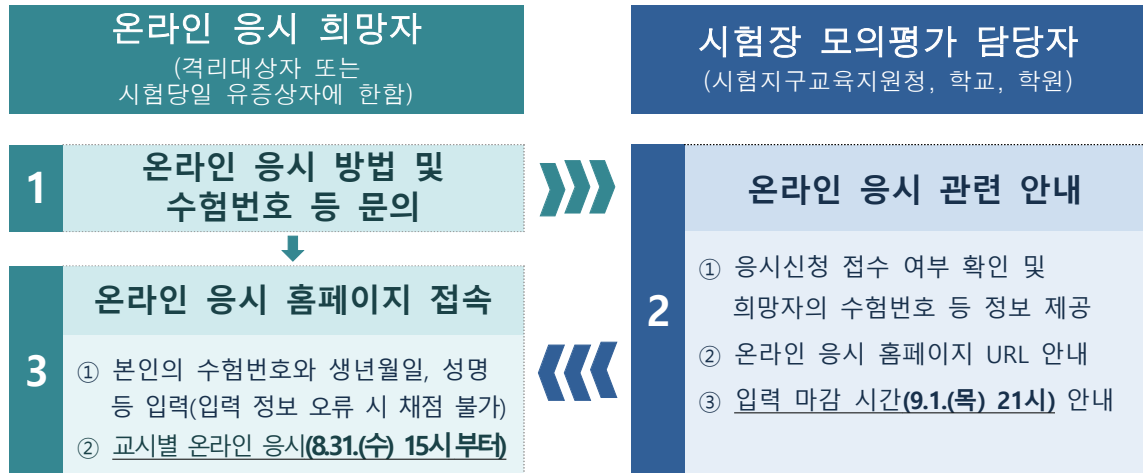 온라인 응시 희망자
(격리대상자 또는
시험당일 유증상자에 한함)
시험장 모의평가 담당자
(시험지구교육지원청, 학교, 학원)
1
온라인 응시 방법 및
수험번호 등 문의
2
온라인 응시 관련 안내
① 응시신청 접수 여부 확인 및
희망자의 수험번호 등 정보 제공
② 온라인 응시 홈페이지 URL 안내
③ 입력 마감 시간(9.1.(목) 21시) 안내
3
온라인 응시 홈페이지 접속
① 본인의 수험번호와 생년월일, 성명
등 입력(입력 정보 오류 시 채점 불가)
② 교시별 온라인 응시(8.31.(수) 15시부터)